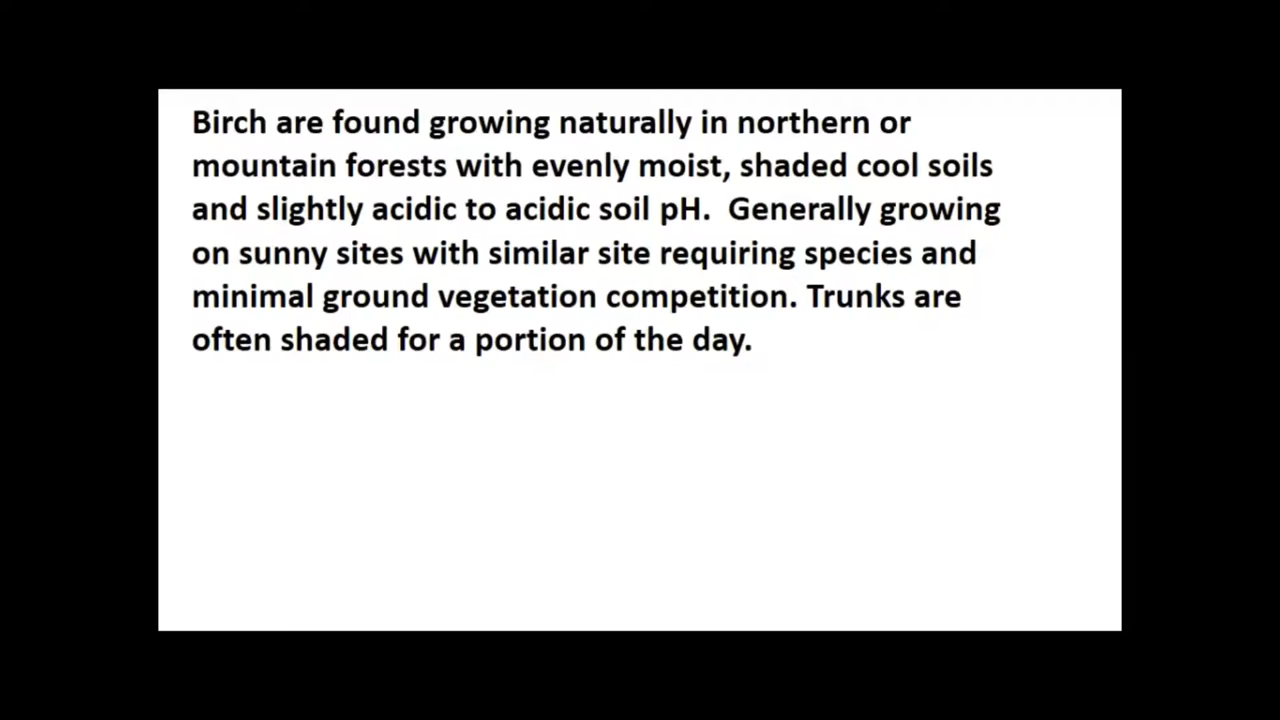 Birch are found growing naturally in northern or
mountain forests with evenly moist, shaded cool soils
and slightly acidic to acidic soil pH.  Generally growing
on sunny sites with similar site requiring species and
minimal ground vegetation competition. Trunks are
often shaded for a portion of the day.